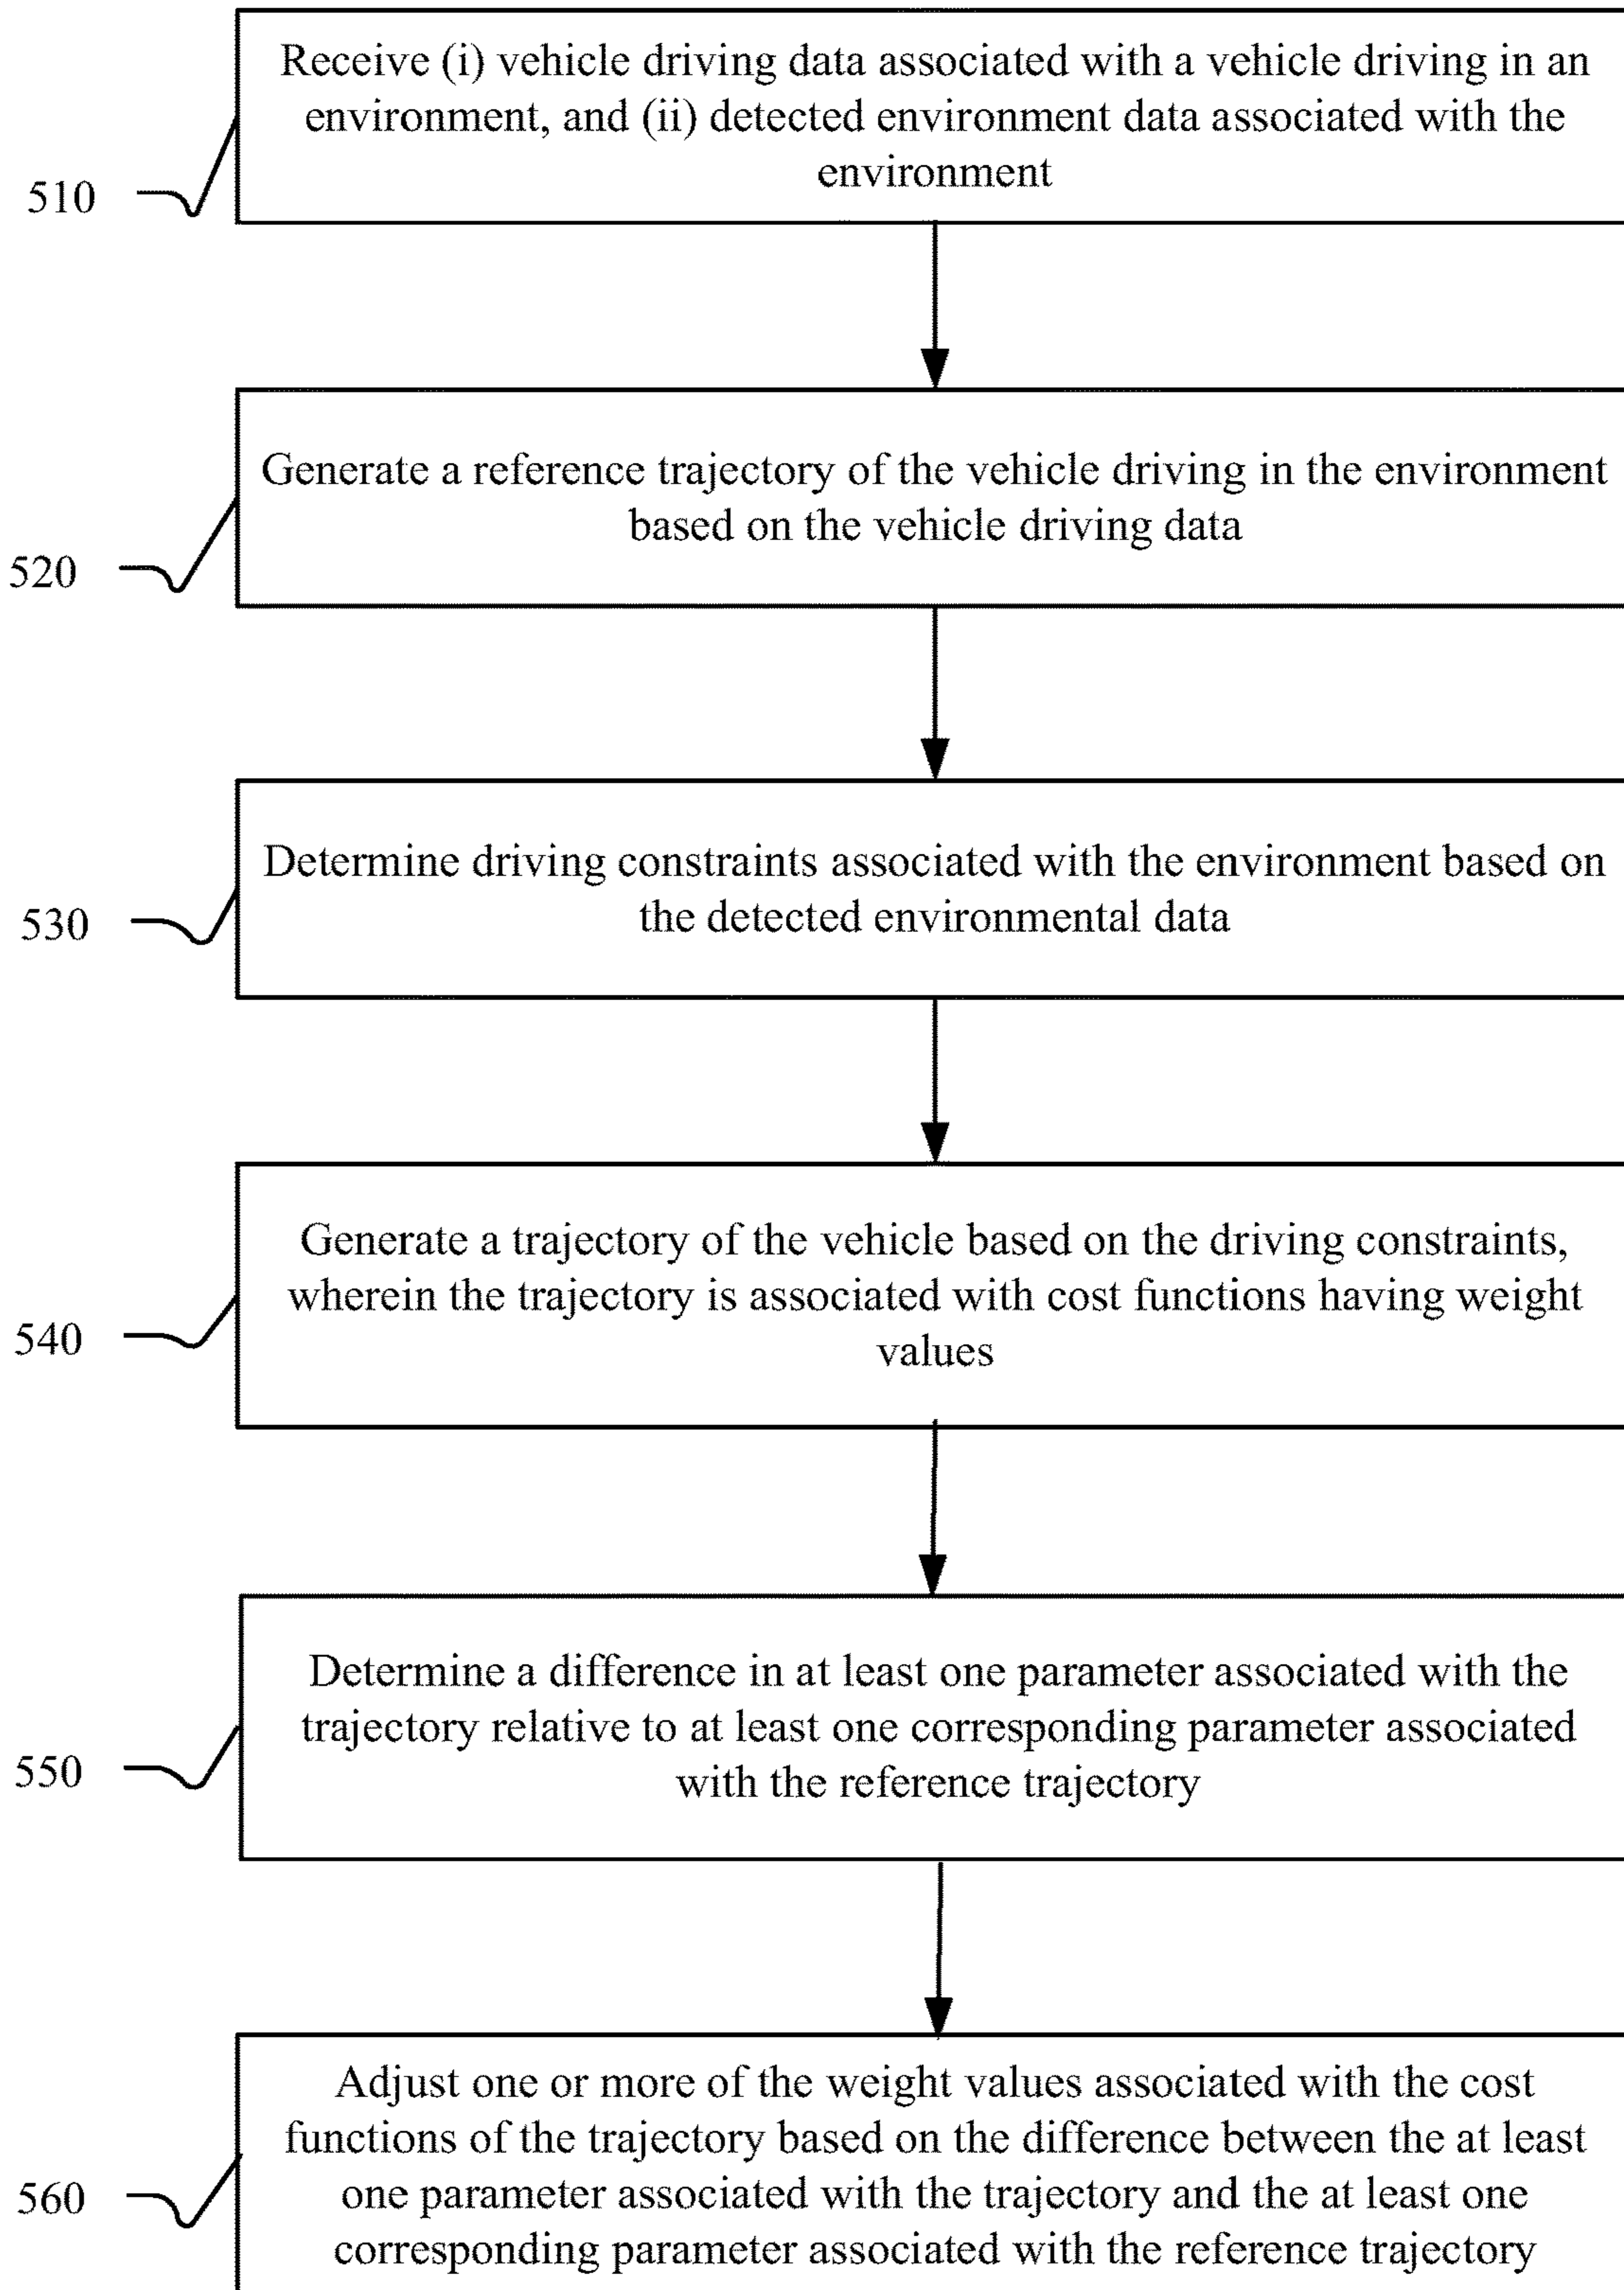 Receive (i) vehicle driving data associated with a vehicle driving in an
environment, and (ii) detected environment data associated with the
environment
510
Generate a reference trajectory of the vehicle driving in the environment
based on the vehicle driving data
520
Determine driving constraints associated with the environment based on
the detected environmental data
530
Generate a trajectory of the vehicle based on the driving constraints,
wherein the trajectory is associated with cost functions having weight
values
540
Determine a difference in at least one parameter associated with the
trajectory relative to at least one corresponding parameter associated
with the reference trajectory
550
Adjust one or more of the weight values associated with the cost
functions of the trajectory based on the difference between the at least
one parameter associated with the trajectory and the at least one
corresponding parameter associated with the reference trajectory
560